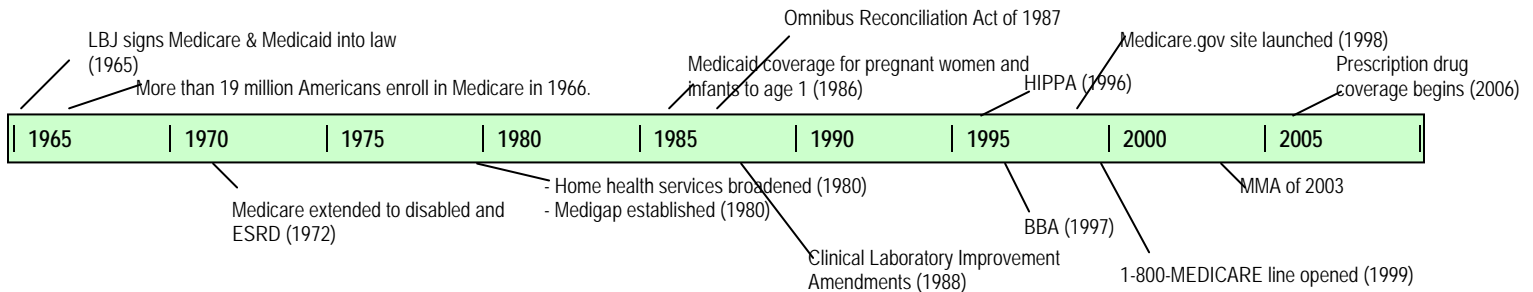 Omnibus Reconciliation Act of 1987
LBJ signs Medicare & Medicaid into law
(1965)
Medicare.gov site launched (1998)
Medicaid coverage for pregnant women and
infants to age 1 (1986)
Prescription drug
coverage begins (2006)
HIPPA (1996)
More than 19 million Americans enroll in Medicare in 1966.
1965 1970 1975 1980 1985 1990 1995 2000 2005
- Home health services broadened (1980)
- Medigap established (1980)
MMA of 2003
Medicare extended to disabled and
ESRD (1972)
BBA (1997)
Clinical Laboratory Improvement
Amendments (1988)
1-800-MEDICARE line opened (1999)